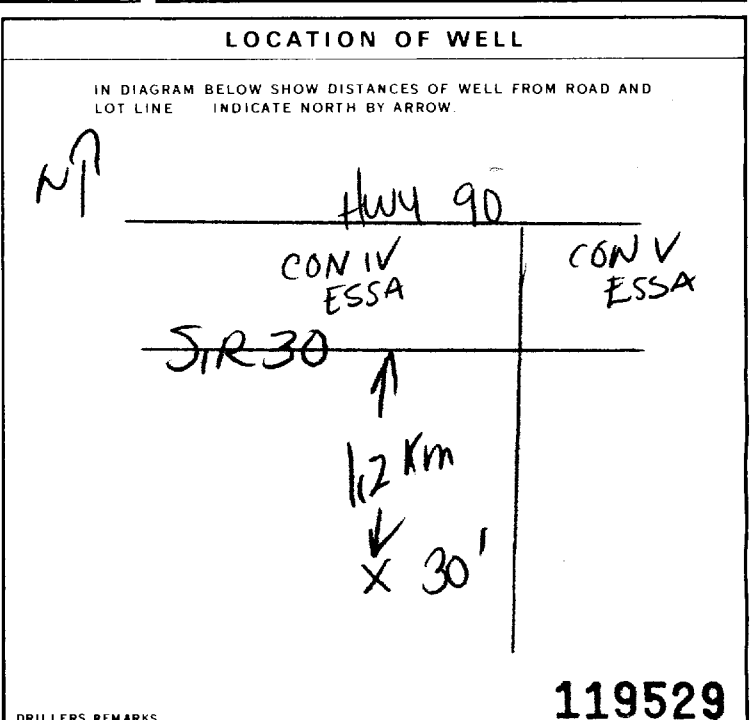 LOCATION OF WELL
IN DIAGRAM BELOW SHOW DISTANCES OF WELL FROM ROAD AND
LOT LINE INDICATE NORTH BY ARROW.
N
HWY 90
CON IV
ESSA
CON V
ESSA
S,R 30
1,2 Km
X 30'
119529
DRILLERS REMARKS